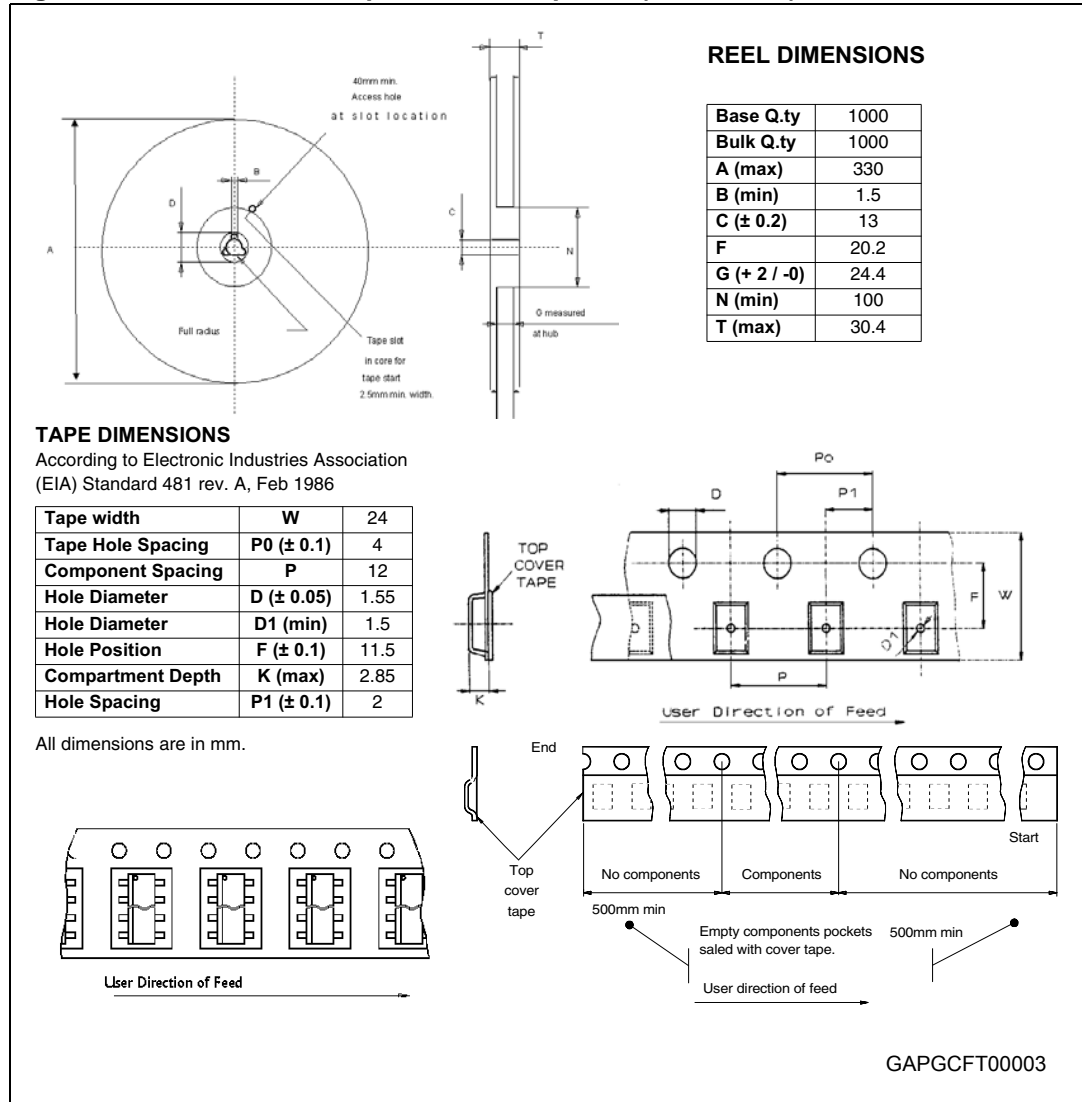 T
REEL DIMENSIONS
40mm min.
Access hole
at slot location
Base Q.ty 1000
Bulk Q.ty 1000
A (max) 330
B (min) 1.5
C (± 0.2) 13
F 20.2
G (+ 2 / -0) 24.4
N (min) 100
T (max) 30.4
B
D
C
A
N
Full radius
G measured
at hub
Tape slot
in core for
tape start
2.5mm min. width.
TAPE DIMENSIONS
According to Electronic Industries Association
(EIA) Standard 481 rev. A, Feb 1986
Tape width W 24
Tape Hole Spacing P0 (± 0.1) 4
Component Spacing P 12
Hole Diameter D (± 0.05) 1.55
Hole Diameter D1 (min) 1.5
Hole Position F (± 0.1) 11.5
Compartment Depth K (max) 2.85
Hole Spacing P1 (± 0.1) 2
All dimensions are in mm.
Po
D
P1
TOP
COVER
TAPE
F
W
D1
P
K
User Direction of Feed
End
Start
Top
cover
tape
No components
Components
No components
500mm min
Empty components pockets
saled with cover tape.
500mm min
User direction of feed
User Direction of Feed
GAPGCFT00003